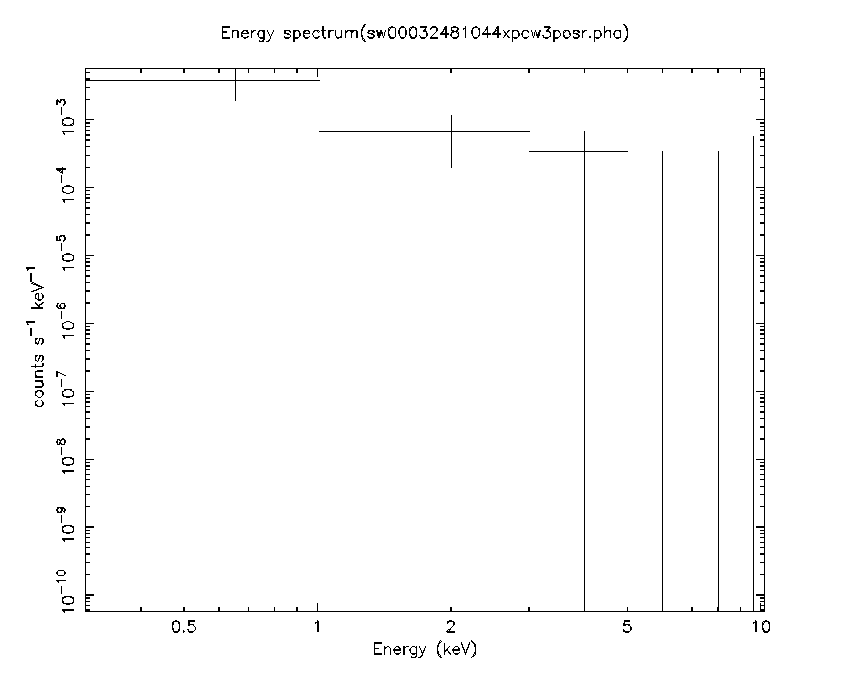 Energy spectrum(sw00032481044xpcw3posr.pha)
counts s⁻¹ keV⁻¹
10⁻³
10⁻⁴
10⁻⁵
10⁻⁶
10⁻⁷
10⁻⁸
10⁻⁹
10⁻¹⁰
0.5 1 2 5 10
Energy (keV)